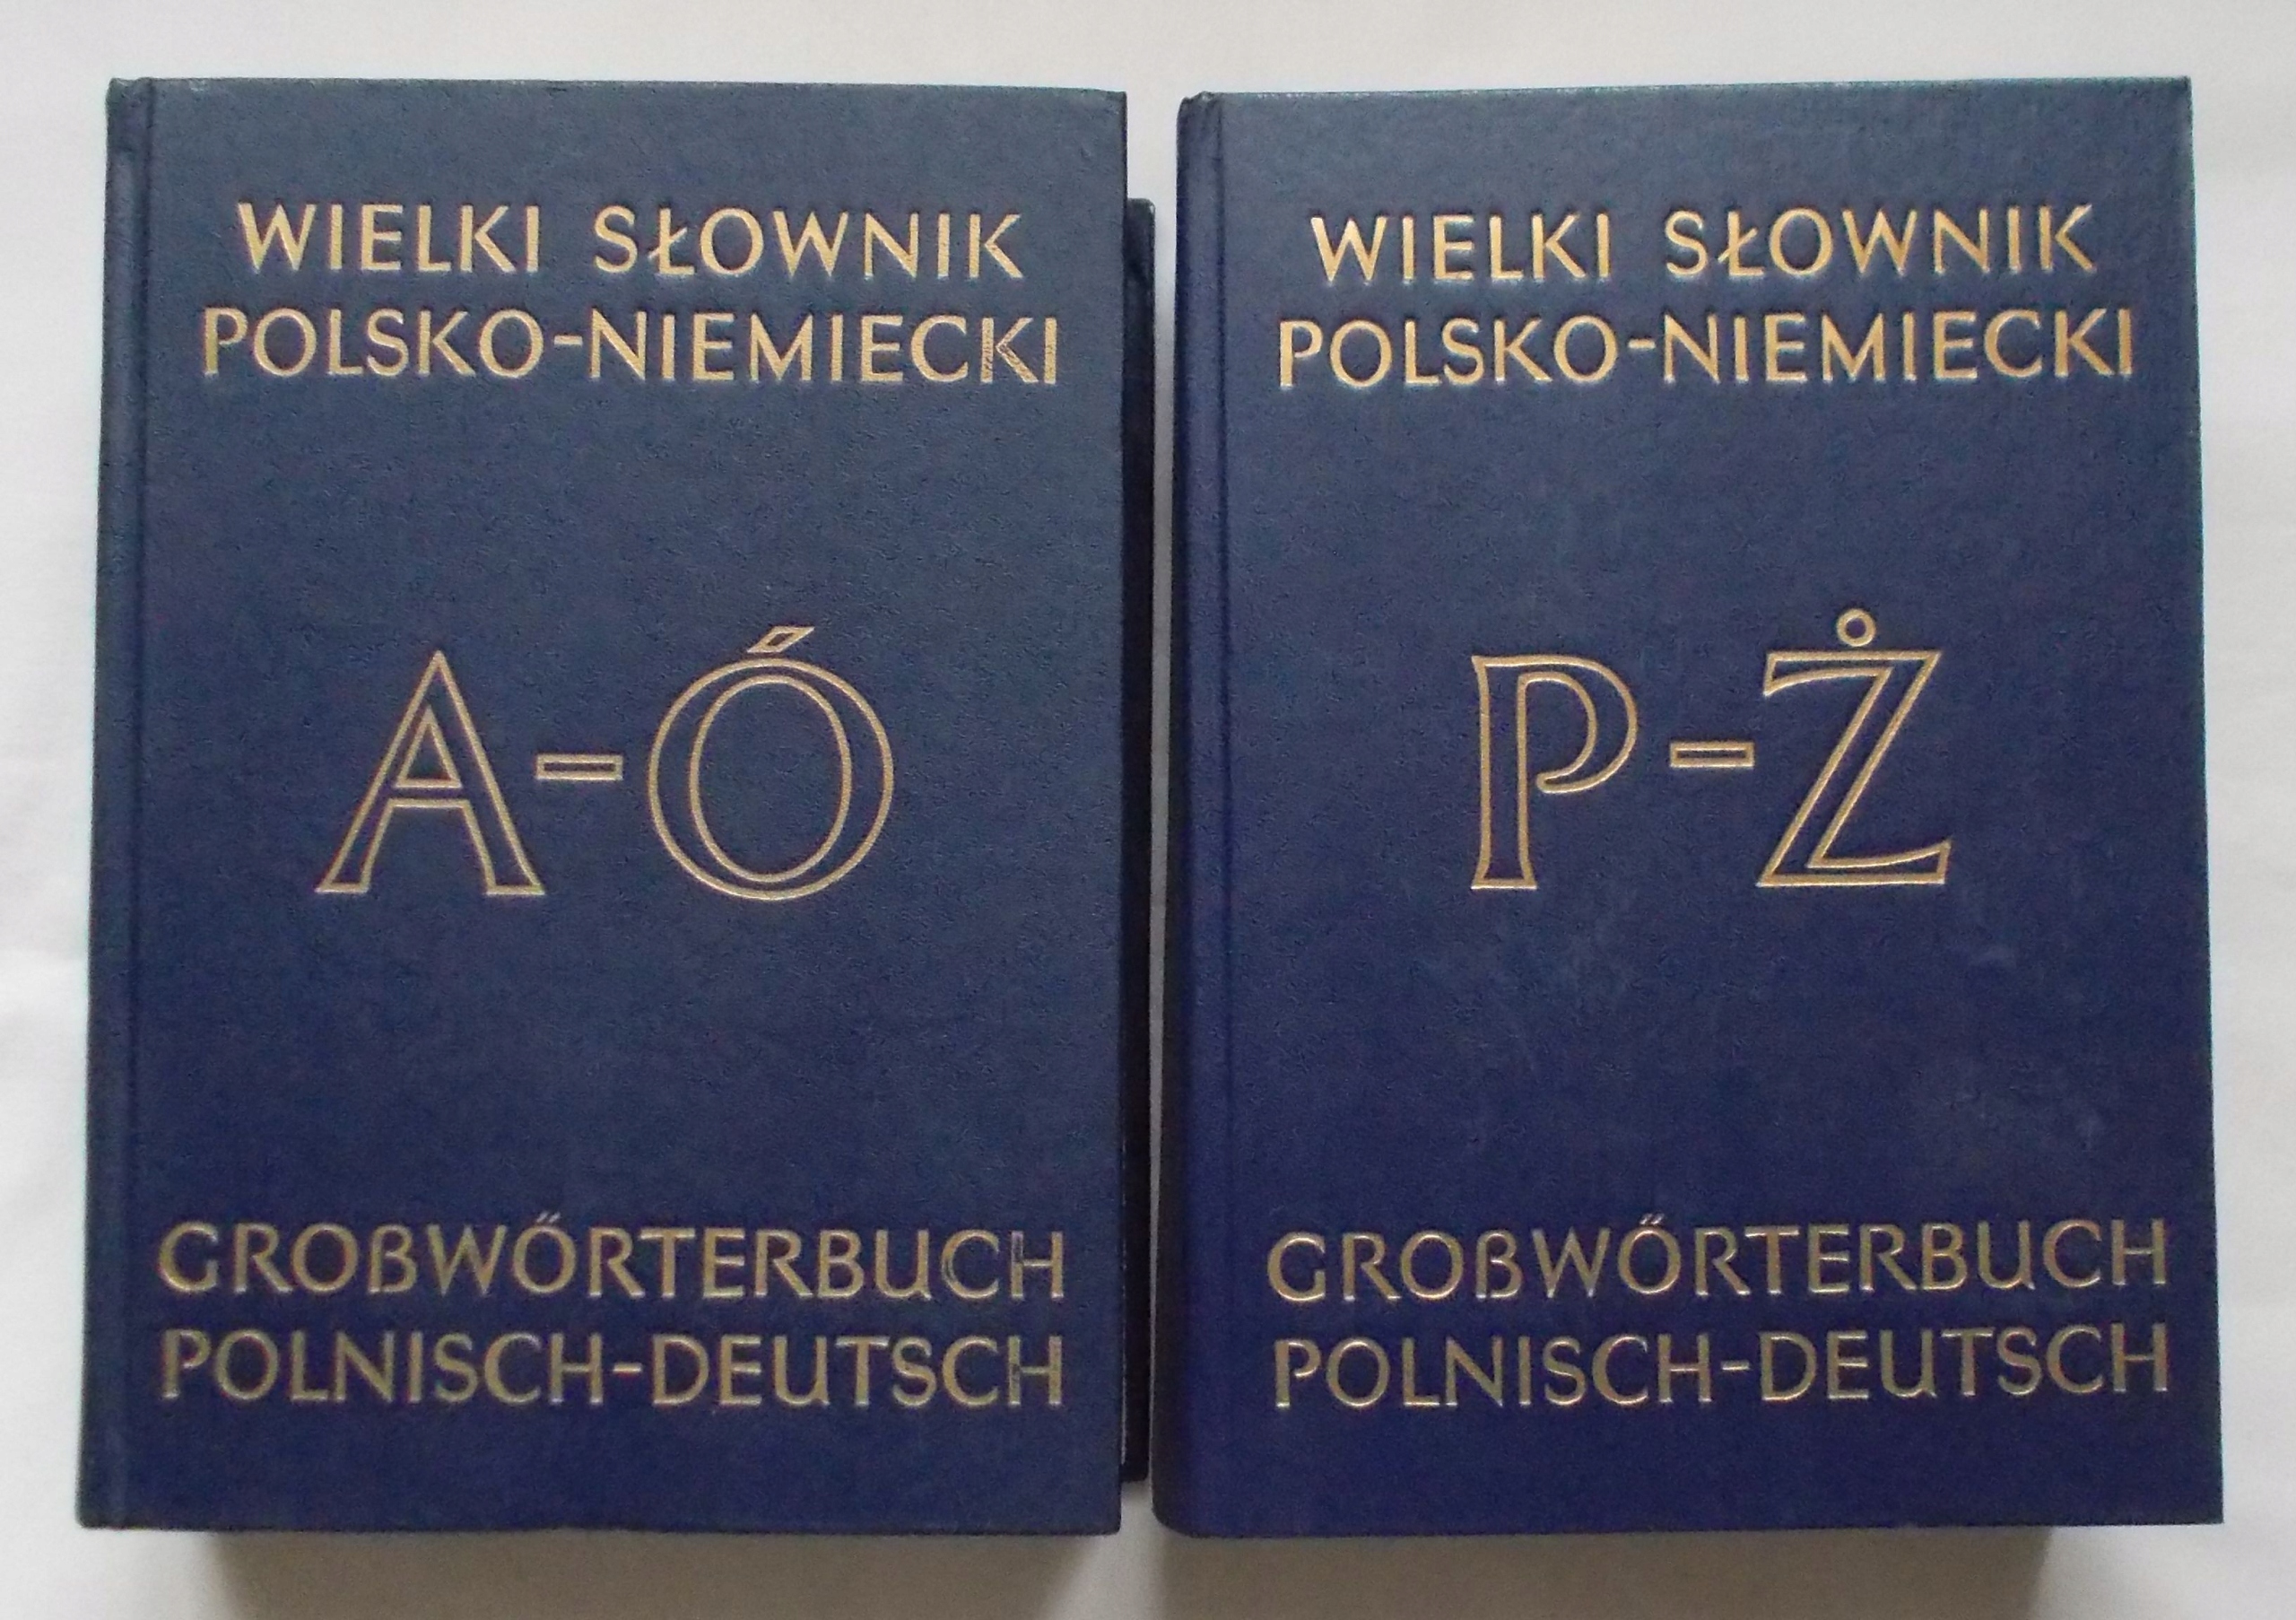 WIELKI SŁOWNIK
POLSKO-NIEMIECKI
A-Ó
GROßWÖRTERBUCH
POLNISCH-DEUTSCH
WIELKI SŁOWNIK
POLSKO-NIEMIECKI
P-Ż
GROßWÖRTERBUCH
POLNISCH-DEUTSCH